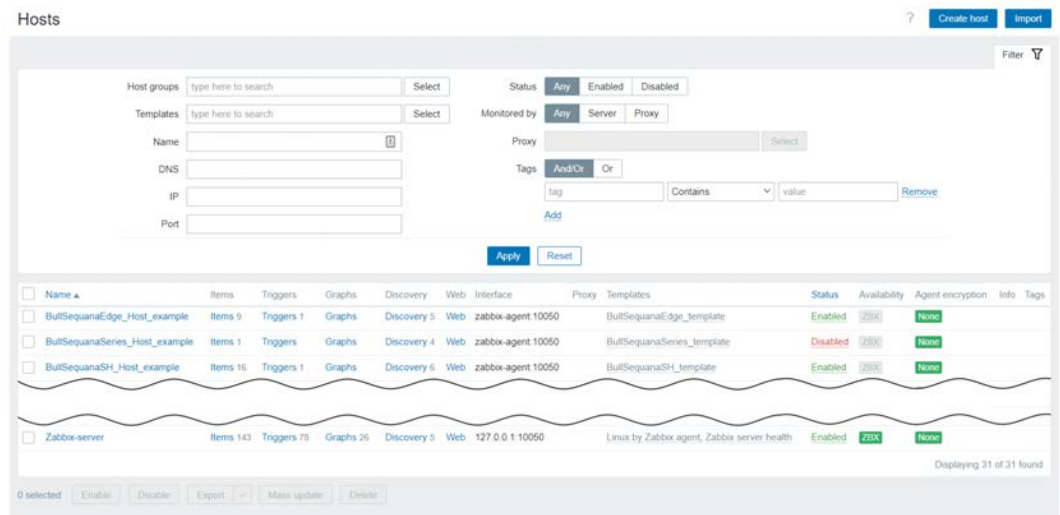 Hosts
? Create host Import
Filter
Host groups type here to search Select
Status Any Enabled Disabled
Templates type here to search Select
Monitored by Any Server Proxy
Name
Proxy Select
DNS
Tags And/Or Or
IP
tag Contains value Remove
Port
Add
Apply Reset
Name Items Triggers Graphs Discovery Web Interface Proxy Templates Status Availability Agent encryption Info Tags
BullSequanaEdge_Host_example Items 9 Triggers 1 Graphs Discovery 5 Web zabbix-agent:10050 BullSequanaEdge_template Enabled ZBX None
BullSequanaSeries_Host_example Items 1 Triggers Graphs Discovery 4 Web zabbix-agent:10050 BullSequanaSeries_template Disabled ZBX None
BullSequanaSH_Host_example Items 16 Triggers 1 Graphs Discovery 6 Web zabbix-agent:10050 BullSequanaSH_template Enabled ZBX None
Zabbix-server Items 143 Triggers 78 Graphs 26 Discovery 5 Web 127.0.0.1:10050 Linux by Zabbix agent, Zabbix server health Enabled ZBX None
Displaying 31 of 31 found
0 selected Enable Disable Export Mass update Delete